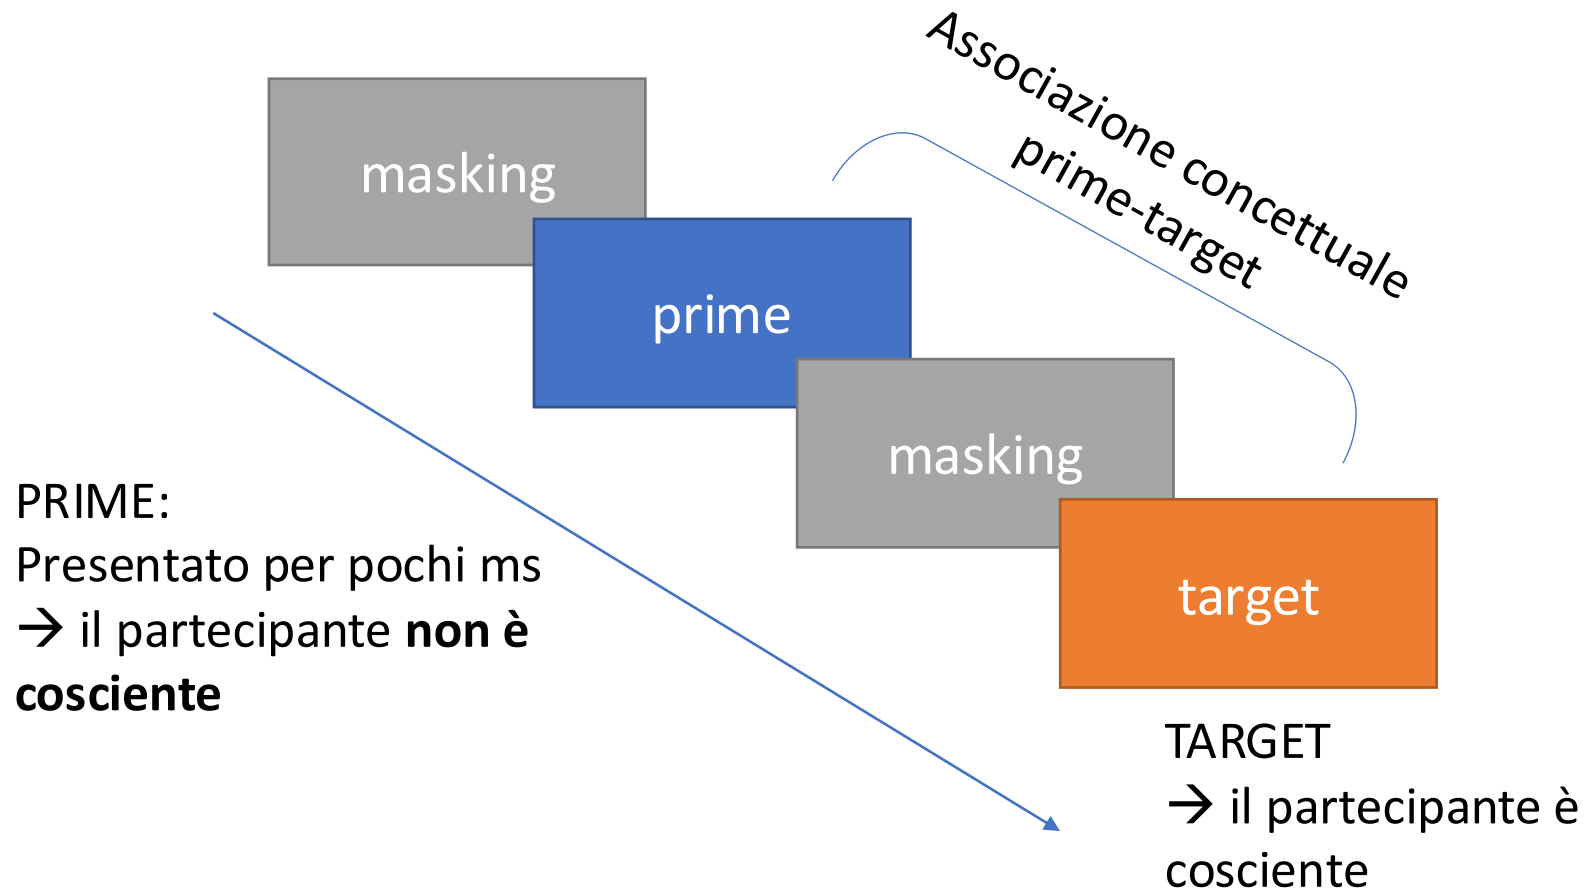 Associazione concettuale
prime-target
masking
prime
masking
target
PRIME:
Presentato per pochi ms
→ il partecipante non è
cosciente
TARGET
→ il partecipante è
cosciente